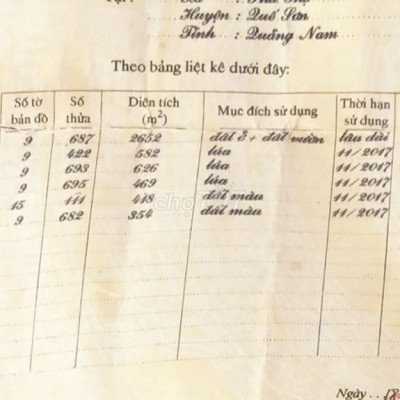 Huyện : Quế Sơn
Tỉnh : Quảng Nam
Theo bảng liệt kê dưới đây:
Số tờ bản đồ Số thửa Diện tích (m²) Mục đích sử dụng Thời hạn sử dụng
9 687 2652 đất ở + đất vườn lâu dài
9 422 582 lúa 11/2017
9 693 626 lúa 11/2017
9 695 469 lúa 11/2017
15 111 418 đất màu 11/2017
9 682 354 đất màu 11/2017
Ngày . . 18